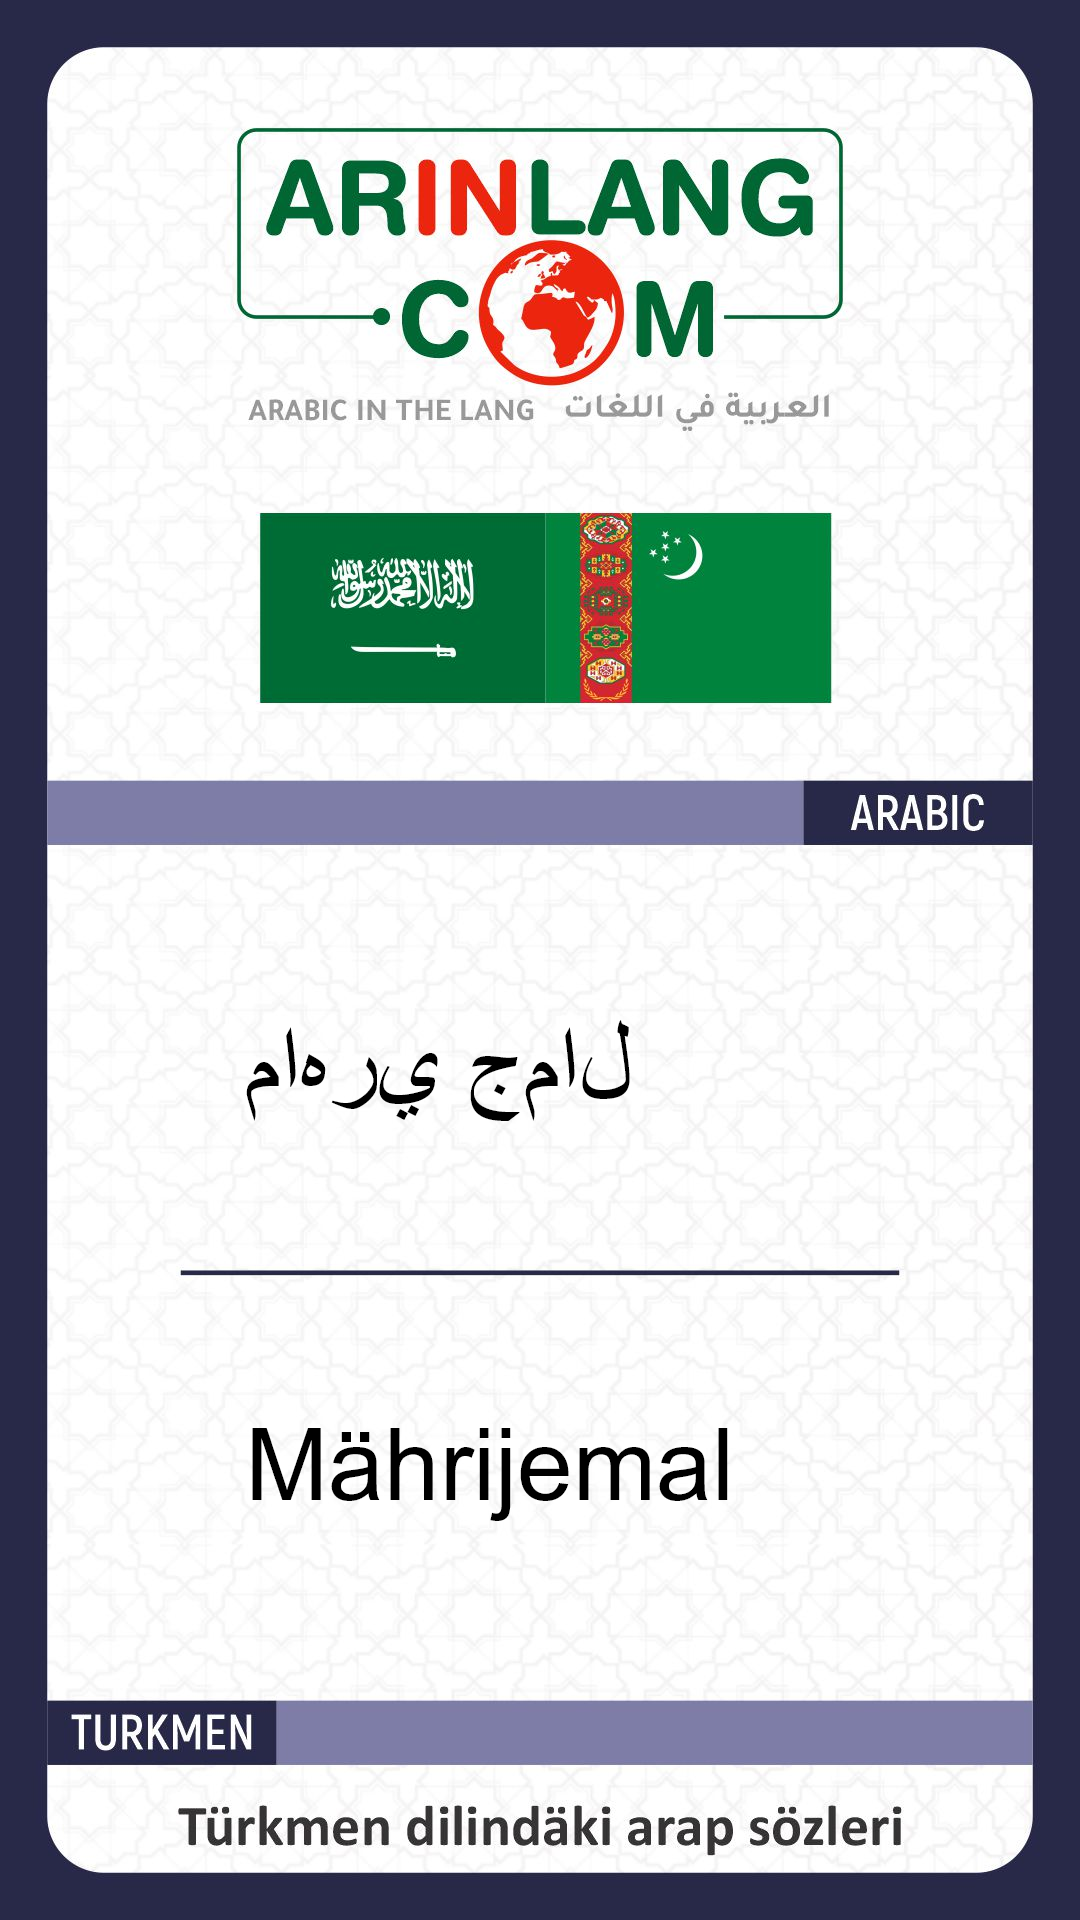 ARINLANG
.COM
ARABIC IN THE LANG العربية في اللغات
لا إله إلا الله محمد رسول الله
ARABIC
ماهري جمال
Mährijemal
TURKMEN
Türkmen dilindäki arap sözleri